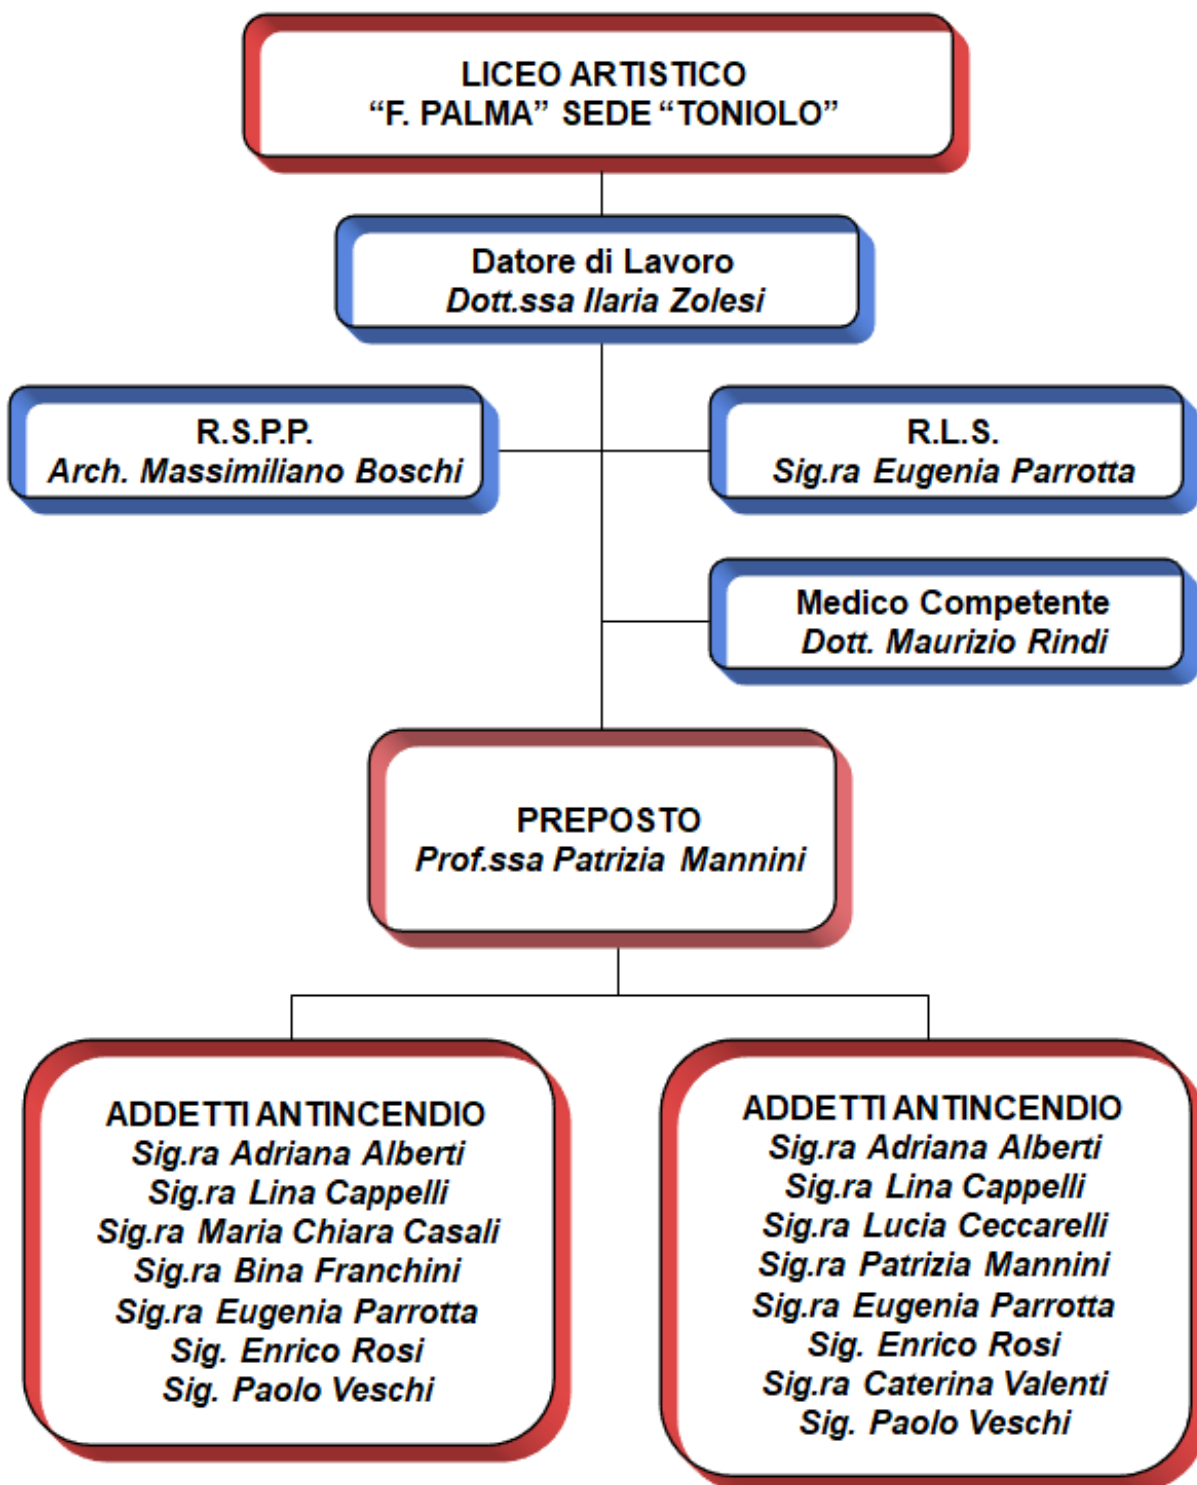 LICEO ARTISTICO
“F. PALMA” SEDE “TONIOLO”
Datore di Lavoro
Dott.ssa Ilaria Zolesi
R.S.P.P.
Arch. Massimiliano Boschi
R.L.S.
Sig.ra Eugenia Parrotta
Medico Competente
Dott. Maurizio Rindi
PREPOSTO
Prof.ssa Patrizia Mannini
ADDETTI ANTINCENDIO
Sig.ra Adriana Alberti
Sig.ra Lina Cappelli
Sig.ra Maria Chiara Casali
Sig.ra Bina Franchini
Sig.ra Eugenia Parrotta
Sig. Enrico Rosi
Sig. Paolo Veschi
ADDETTI ANTINCENDIO
Sig.ra Adriana Alberti
Sig.ra Lina Cappelli
Sig.ra Lucia Ceccarelli
Sig.ra Patrizia Mannini
Sig.ra Eugenia Parrotta
Sig. Enrico Rosi
Sig.ra Caterina Valenti
Sig. Paolo Veschi